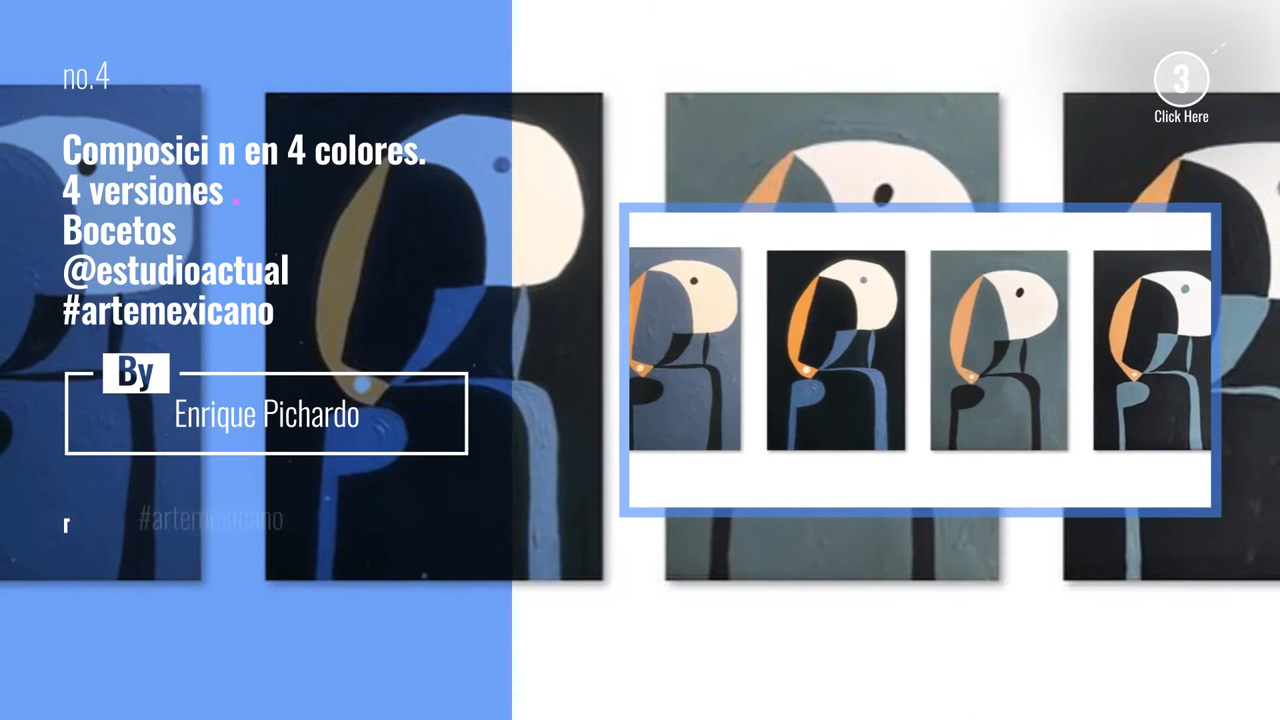 no.4
Composici n en 4 colores.
4 versiones .
Bocetos
@estudioactual
#artemexicano
By
Enrique Pichardo
r
#artemexicano
3
Click Here